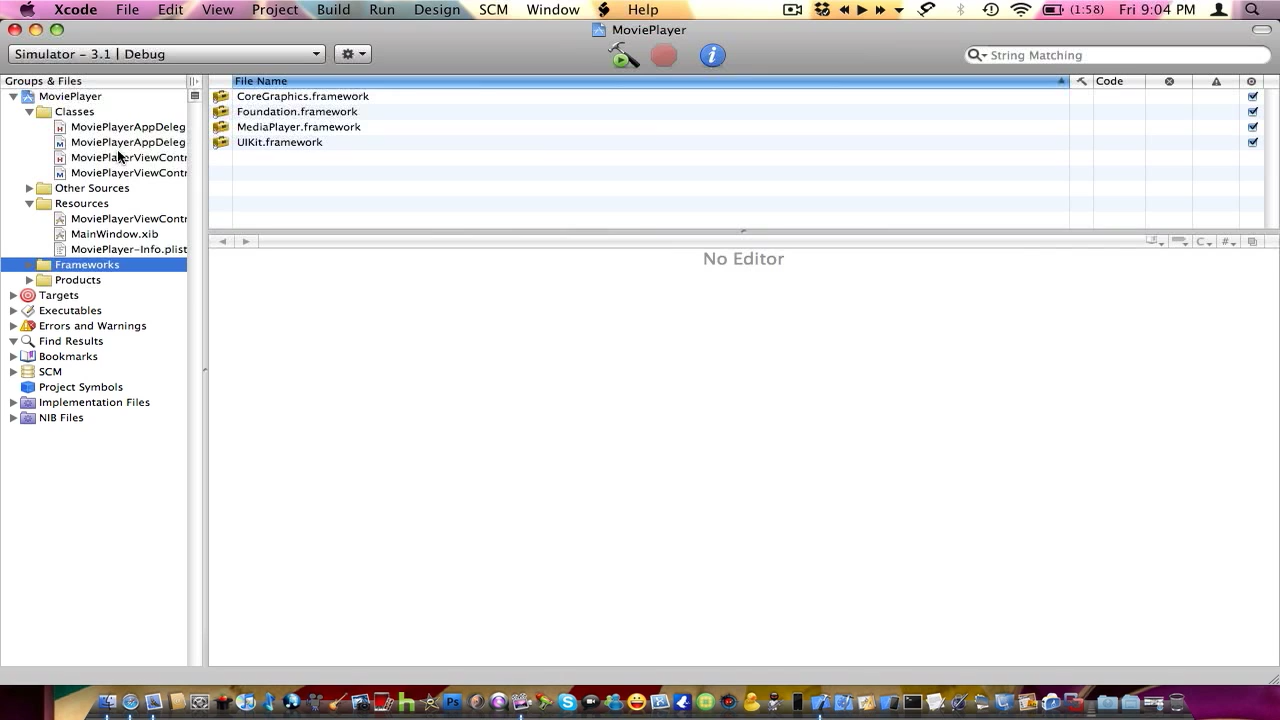 Xcode File Edit View Project Build Run Design SCM Window Help (1:58) Fri 9:04 PM
MoviePlayer
Simulator - 3.1 | Debug
String Matching
Groups & Files
File Name
Code
MoviePlayer
Classes
MoviePlayerAppDeleg
MoviePlayerAppDeleg
MoviePlayerViewContr
MoviePlayerViewContr
Other Sources
Resources
MoviePlayerViewContr
MainWindow.xib
MoviePlayer-Info.plist
Frameworks
Products
Targets
Executables
Errors and Warnings
Find Results
Bookmarks
SCM
Project Symbols
Implementation Files
NIB Files
CoreGraphics.framework
Foundation.framework
MediaPlayer.framework
UIKit.framework
C #
No Editor